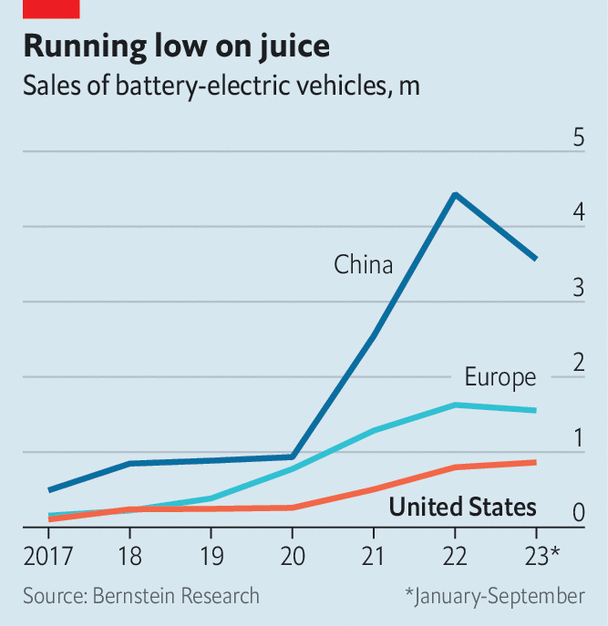 Running low on juice
Sales of battery-electric vehicles, m
5
4
China
3
2
Europe
1
United States
0
2017 18 19 20 21 22 23*
Source: Bernstein Research *January-September